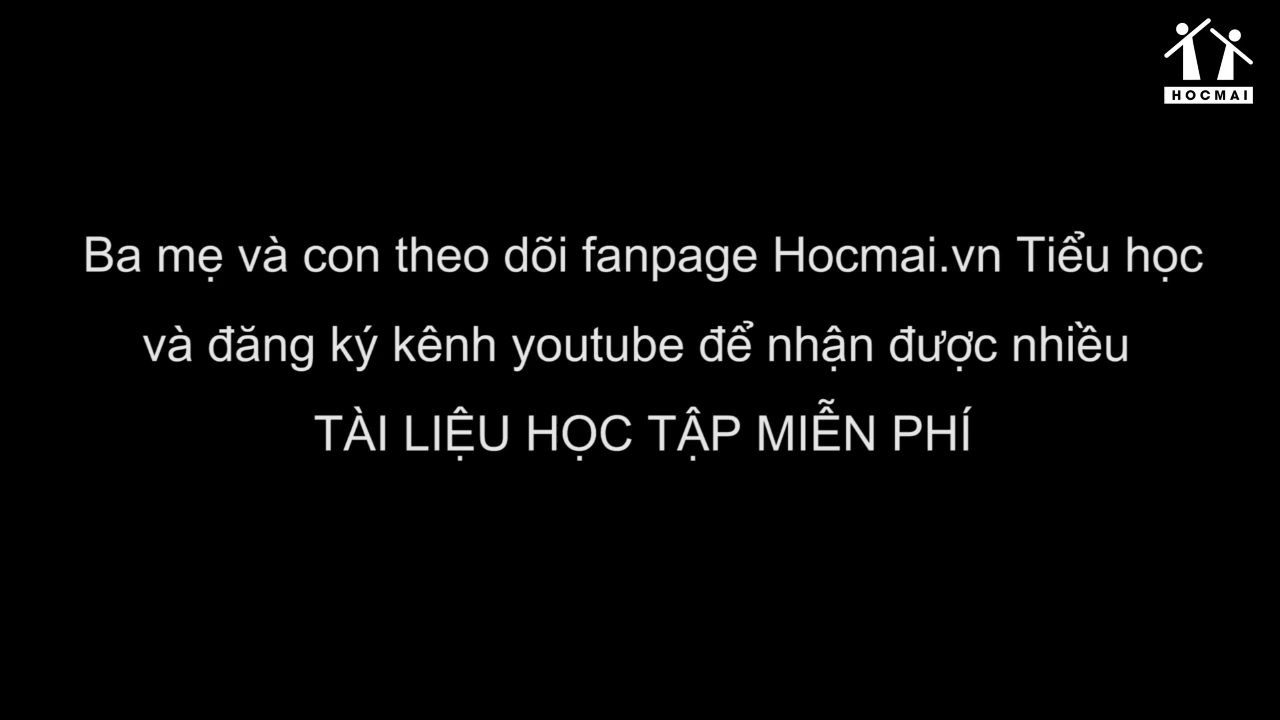 HOCMAI
Ba mẹ và con theo dõi fanpage Hocmai.vn Tiểu học
và đăng ký kênh youtube để nhận được nhiều
TÀI LIỆU HỌC TẬP MIỄN PHÍ